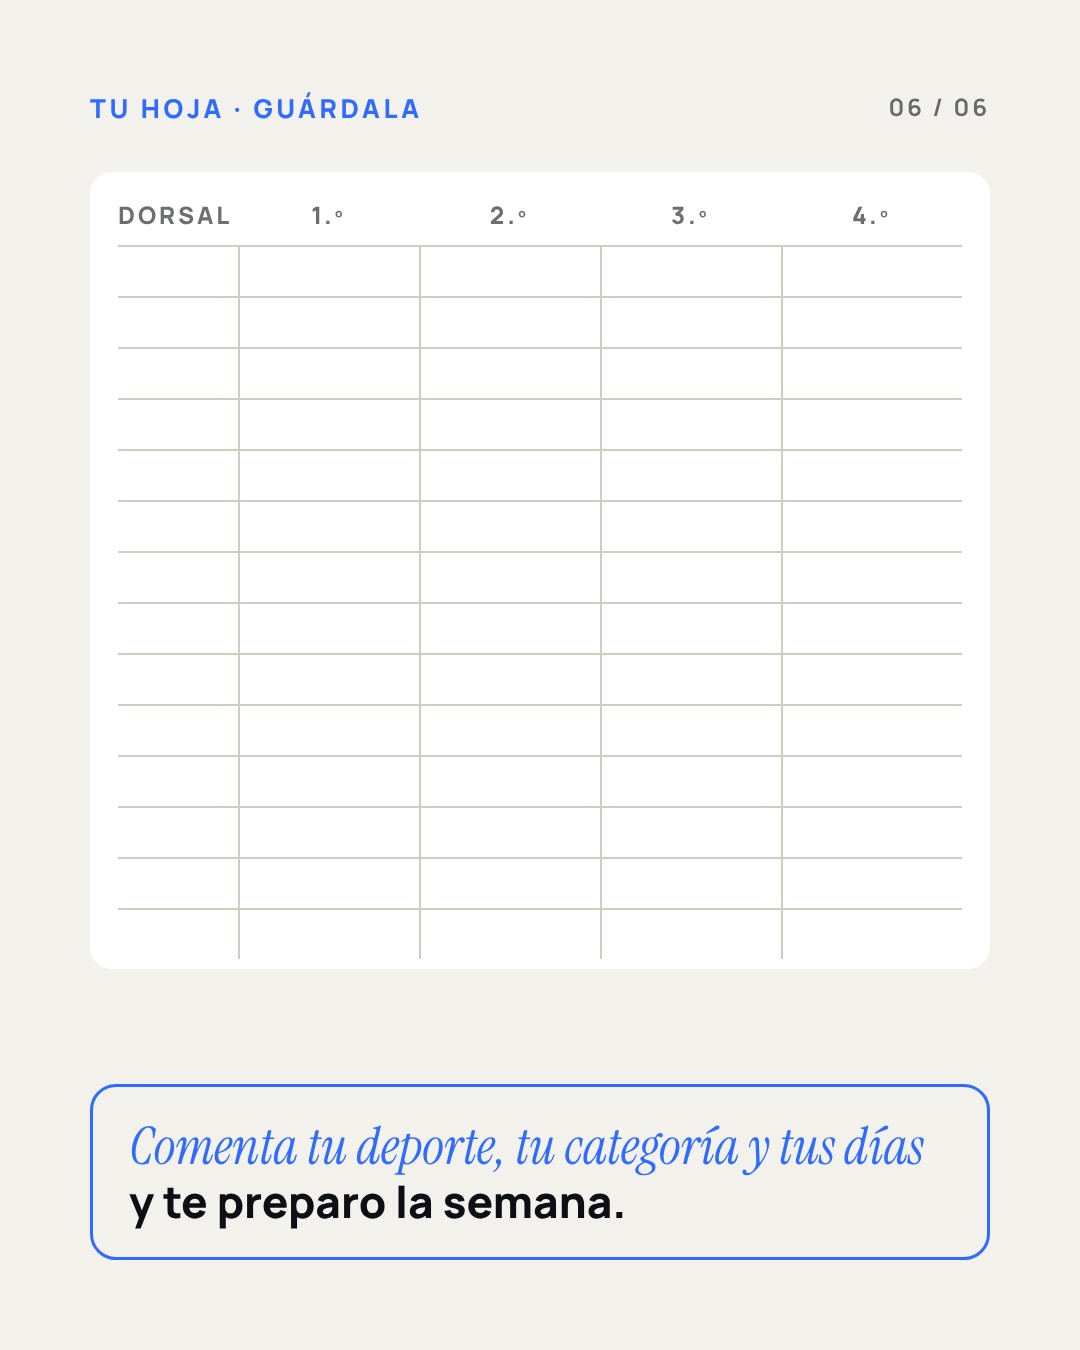 TU HOJA · GUÁRDALA
06 / 06
DORSAL 1.º 2.º 3.º 4.º
Comenta tu deporte, tu categoría y tus días
y te preparo la semana.